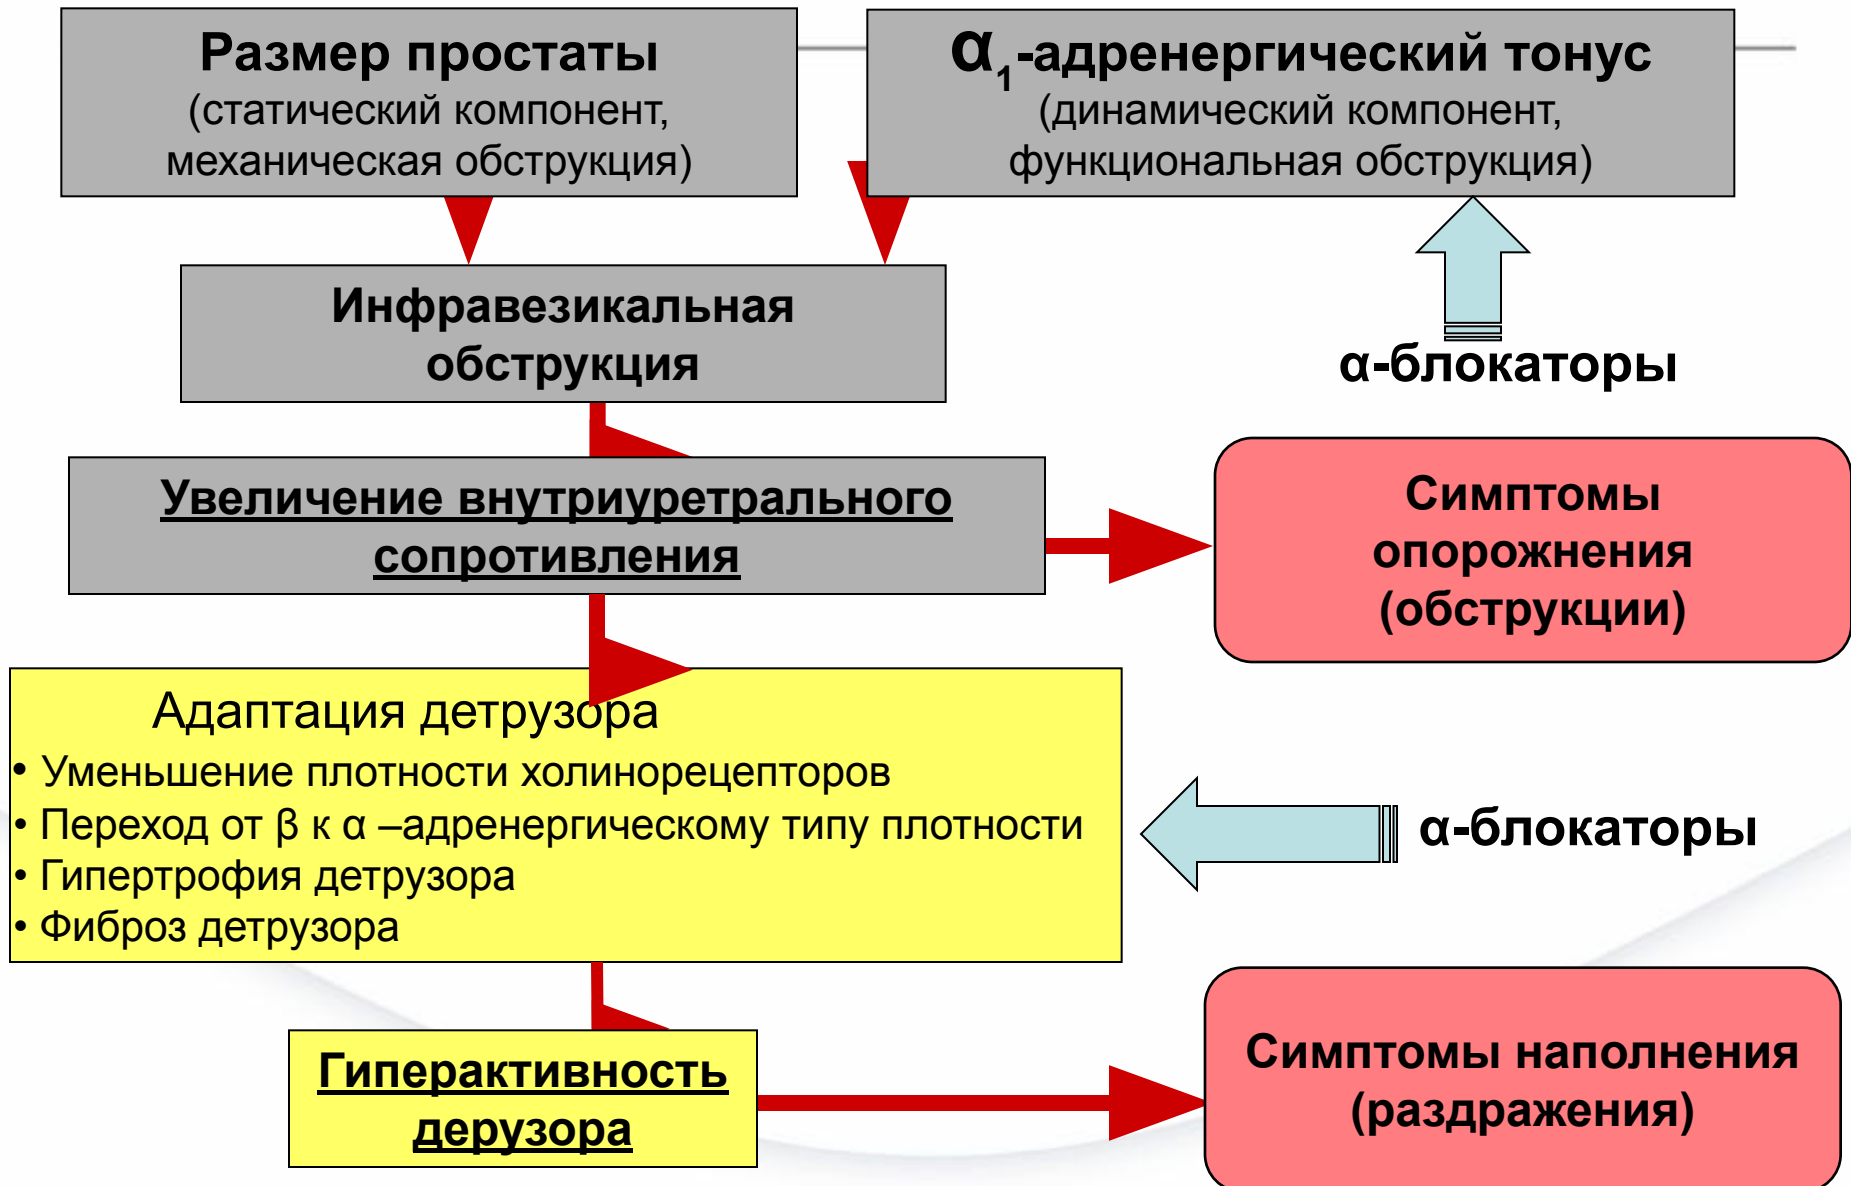 Размер простаты
(статический компонент,
механическая обструкция)
α₁-адренергический тонус
(динамический компонент,
функциональная обструкция)
Инфравезикальная
обструкция
α-блокаторы
Увеличение внутриуретрального
сопротивления
Симптомы
опорожнения
(обструкции)
Адаптация детрузора
• Уменьшение плотности холинорецепторов
• Переход от β к α –адренергическому типу плотности
• Гипертрофия детрузора
• Фиброз детрузора
α-блокаторы
Гиперактивность
дерузора
Симптомы наполнения
(раздражения)